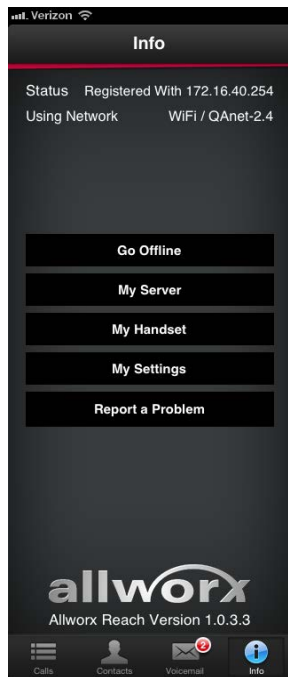 Verizon
Info
Status Registered With 172.16.40.254
Using Network WiFi / QAnet-2.4
Go Offline
My Server
My Handset
My Settings
Report a Problem
allworx
Allworx Reach Version 1.0.3.3
2
Calls Contacts Voicemail Info